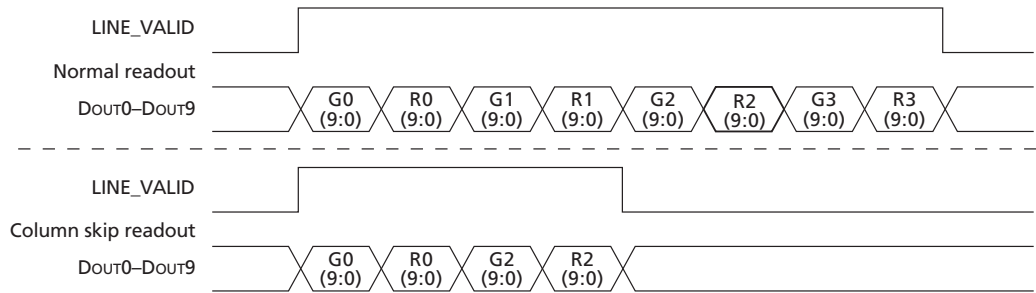 LINE_VALID
Normal readout
DOUT0–DOUT9
G0 (9:0)
R0 (9:0)
G1 (9:0)
R1 (9:0)
G2 (9:0)
R2 (9:0)
G3 (9:0)
R3 (9:0)
LINE_VALID
Column skip readout
DOUT0–DOUT9
G0 (9:0)
R0 (9:0)
G2 (9:0)
R2 (9:0)